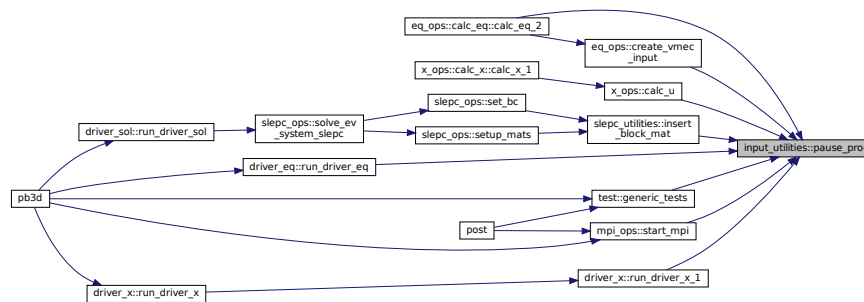 eq_ops::calc_eq::calc_eq_2
eq_ops::create_vmec
_input
x_ops::calc_x::calc_x_1
x_ops::calc_u
slepc_ops::set_bc
slepc_ops::solve_ev
_system_slepc
slepc_utilities::insert
_block_mat
driver_sol::run_driver_sol
slepc_ops::setup_mats
input_utilities::pause_prog
driver_eq::run_driver_eq
pb3d
test::generic_tests
post
mpi_ops::start_mpi
driver_x::run_driver_x_1
driver_x::run_driver_x